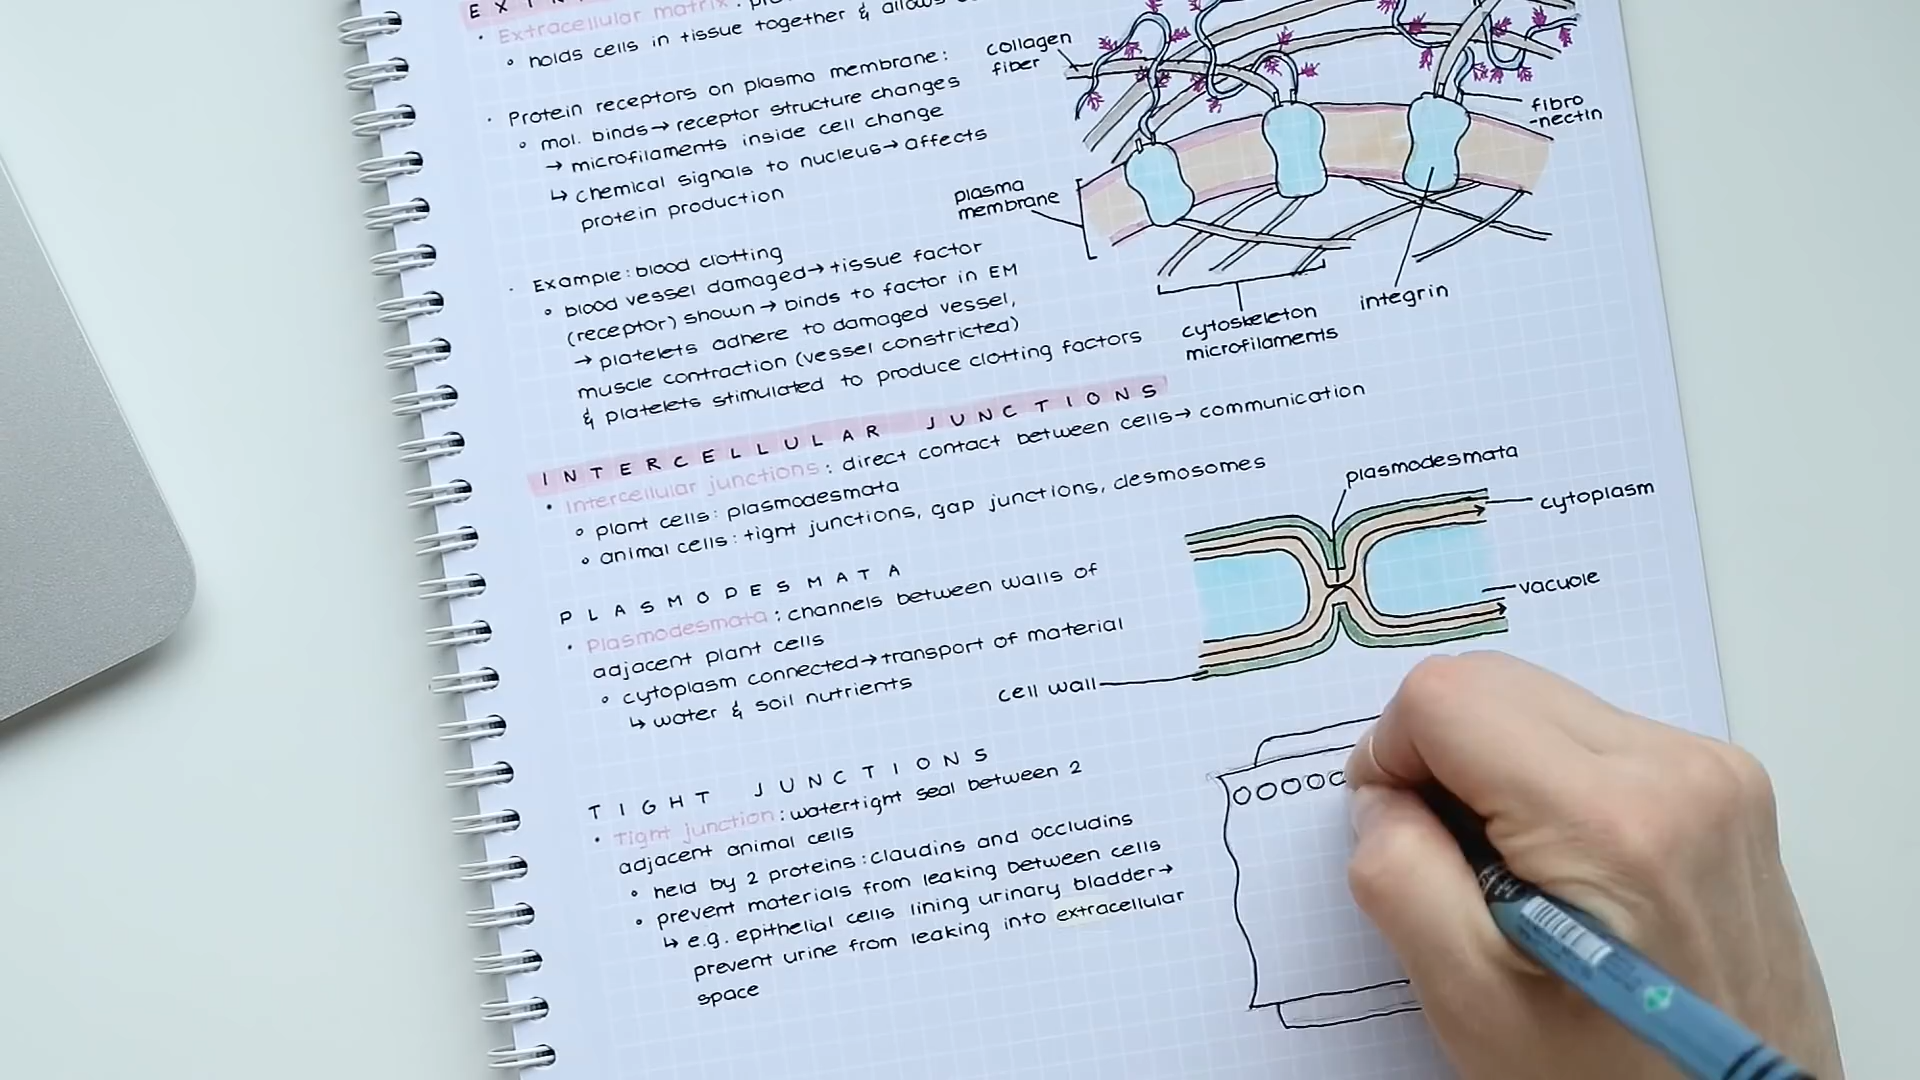 Extracellular matrix:
holds cells in tissue together & allows
Protein receptors on plasma membrane:
mol. binds→receptor structure changes
→ microfilaments inside cell change
↳ chemical signals to nucleus→ affects
protein production
Example: blood clotting
blood vessel damaged→tissue factor
(receptor) shown→ binds to factor in EM
→ platelets adhere to damaged vessel,
muscle contraction (vessel constricted)
& platelets stimulated to produce clotting factors
collagen
fiber
fibro
-nectin
plasma
membrane
cytoskeleton
microfilaments
integrin
INTERCELLULAR JUNCTIONS
Intercellular junctions: direct contact between cells→ communication
plant cells: plasmodesmata
animal cells: tight junctions, gap junctions, desmosomes
PLASMODESMATA
Plasmodesmata: channels between walls of
adjacent plant cells
cytoplasm connected→transport of material
↳ water & soil nutrients
plasmodesmata
cytoplasm
vacuole
cell wall
TIGHT JUNCTIONS
Tight junction: watertight seal between 2
adjacent animal cells
held by 2 proteins: claudins and occludins
prevent materials from leaking between cells
↳ e.g. epithelial cells lining urinary bladder→
prevent urine from leaking into extracellular
space